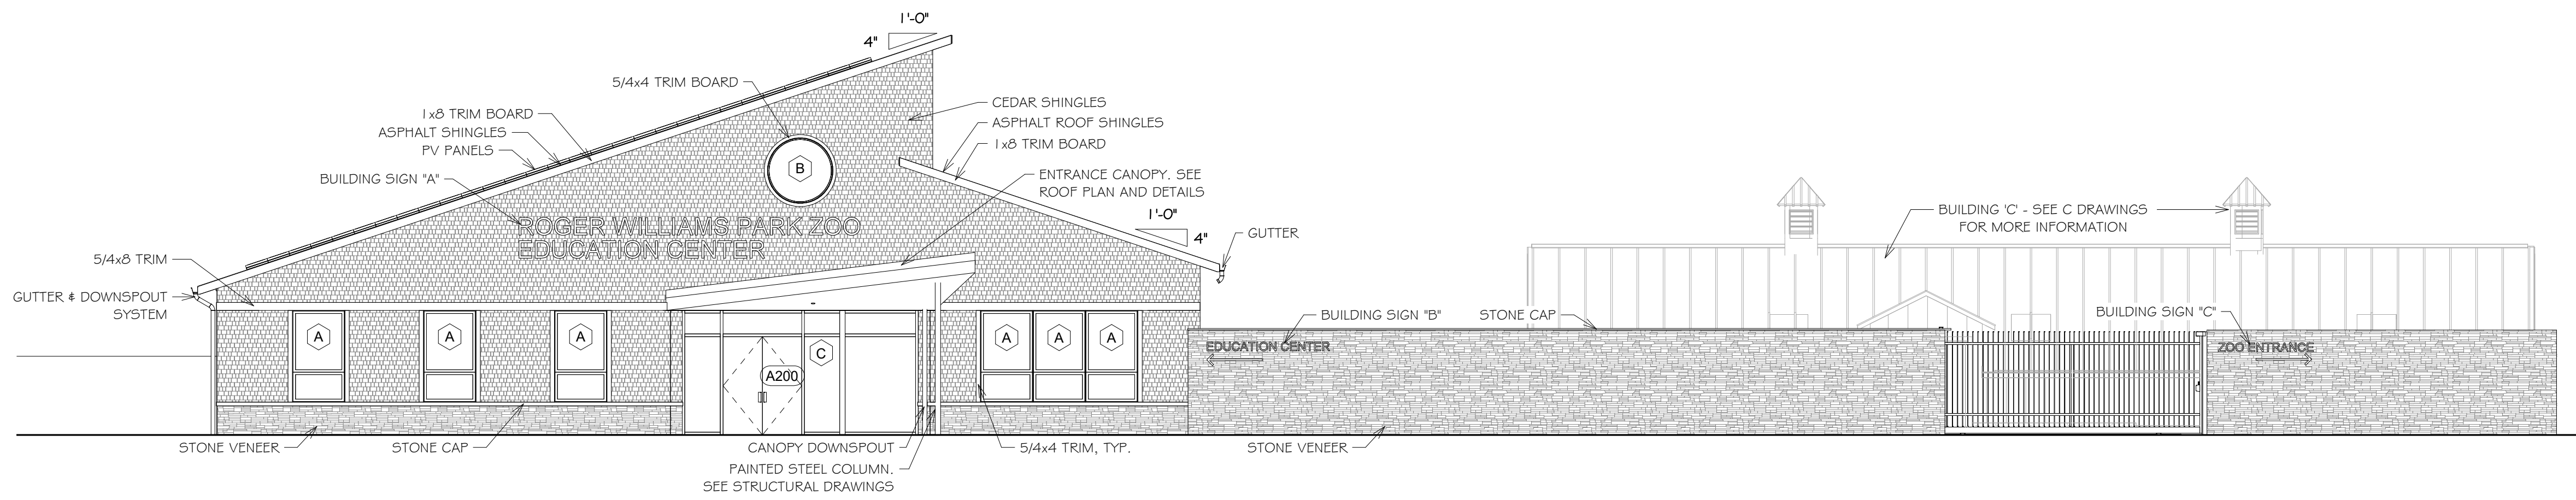 1'-0"
4"
5/4x4 TRIM BOARD
1x8 TRIM BOARD
ASPHALT SHINGLES
PV PANELS
BUILDING SIGN "A"
CEDAR SHINGLES
ASPHALT ROOF SHINGLES
1x8 TRIM BOARD
B
ENTRANCE CANOPY. SEE
ROOF PLAN AND DETAILS
ROGER WILLIAMS PARK ZOO
EDUCATION CENTER
1'-0"
4"
GUTTER
5/4x8 TRIM
GUTTER & DOWNSPOUT
SYSTEM
BUILDING 'C' - SEE C DRAWINGS
FOR MORE INFORMATION
A
A
A
A200
C
A
A
A
BUILDING SIGN "B"
STONE CAP
BUILDING SIGN "C"
EDUCATION CENTER
ZOO ENTRANCE
STONE VENEER
STONE CAP
CANOPY DOWNSPOUT
PAINTED STEEL COLUMN.
SEE STRUCTURAL DRAWINGS
5/4x4 TRIM, TYP.
STONE VENEER